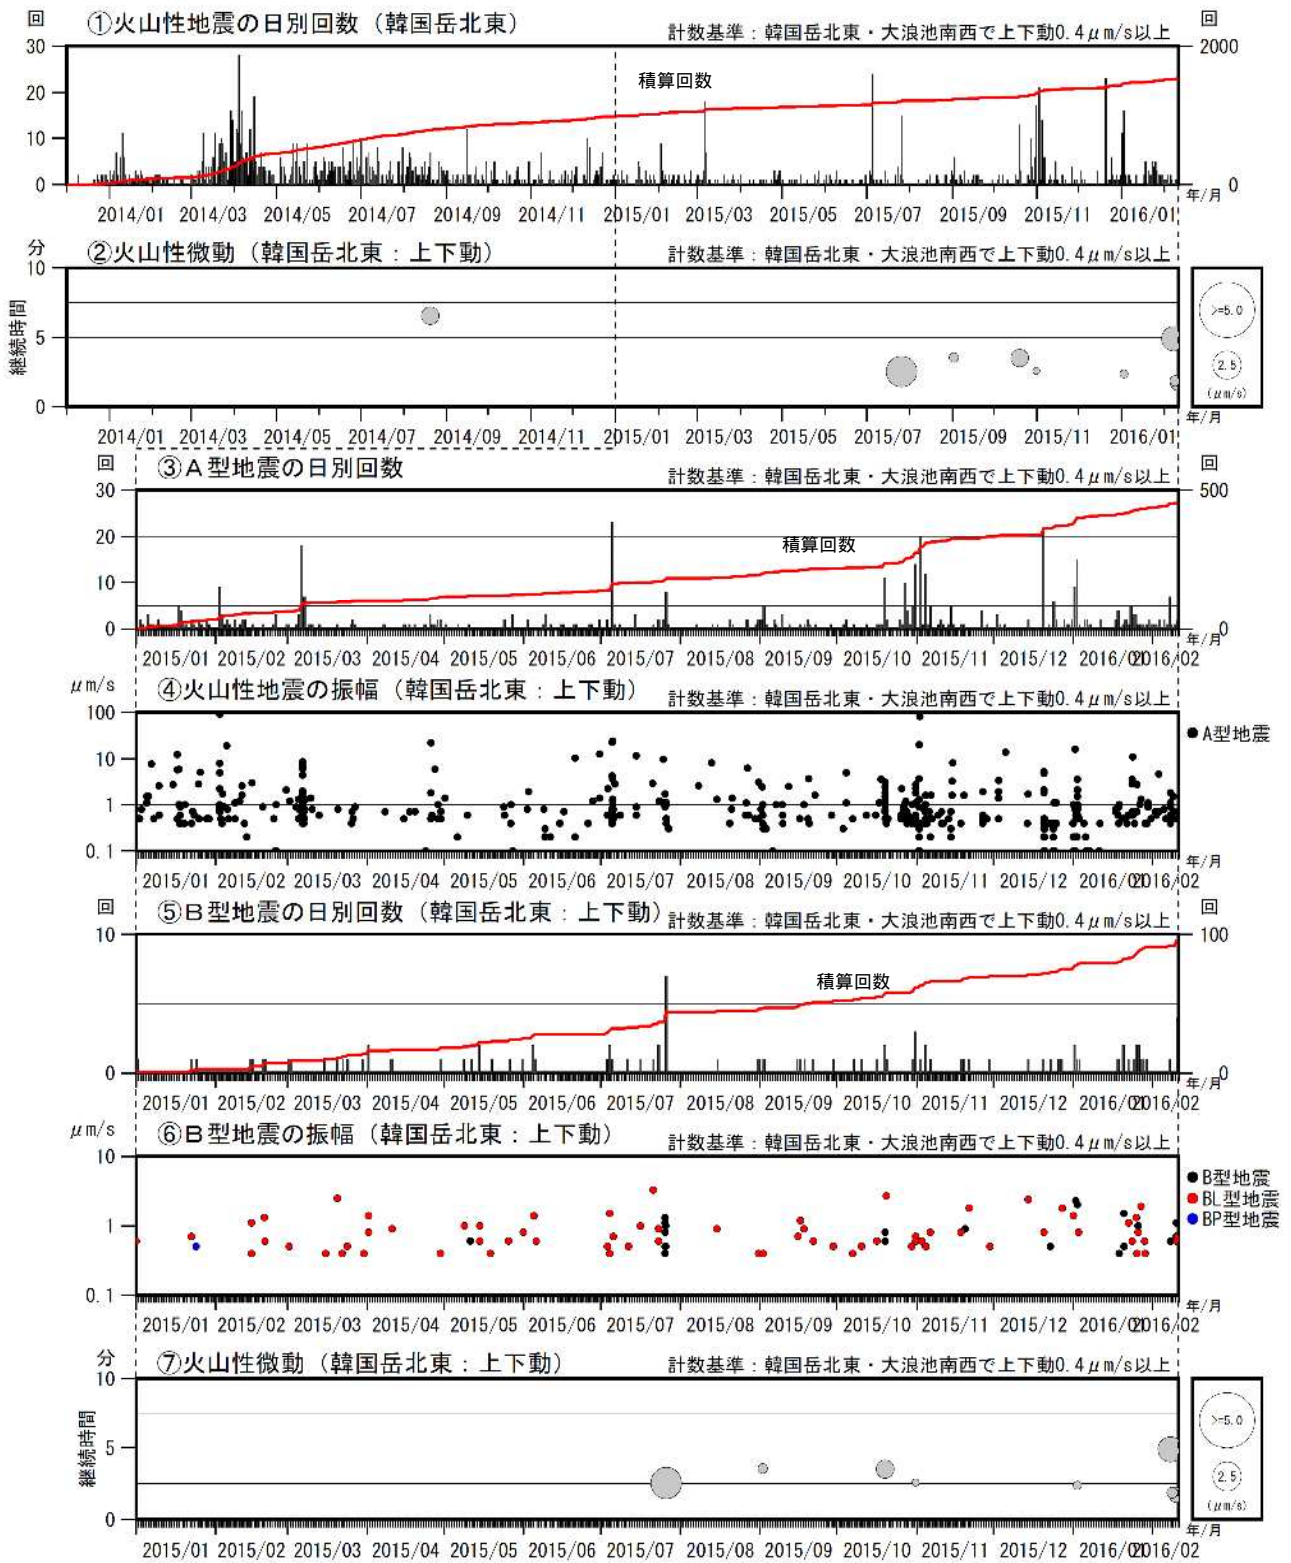 回 ①火山性地震の日別回数（韓国岳北東） 計数基準：韓国岳北東・大浪池南西で上下動0.4μm/s以上 回
30 2000
積算回数
20
10
0 0
年/月
2014/01 2014/03 2014/05 2014/07 2014/09 2014/11 2015/01 2015/03 2015/05 2015/07 2015/09 2015/11 2016/01
分 ②火山性微動（韓国岳北東：上下動） 計数基準：韓国岳北東・大浪池南西で上下動0.4μm/s以上
10
>=5.0
継続時間
5
2.5
(μm/s)
0
年/月
2014/01 2014/03 2014/05 2014/07 2014/09 2014/11 2015/01 2015/03 2015/05 2015/07 2015/09 2015/11 2016/01
回 ③A型地震の日別回数 計数基準：韓国岳北東・大浪池南西で上下動0.4μm/s以上 回
30 500
20
積算回数
10
0 0
年/月
2015/01 2015/02 2015/03 2015/04 2015/05 2015/06 2015/07 2015/08 2015/09 2015/10 2015/11 2015/12 2016/01 2016/02
μm/s ④火山性地震の振幅（韓国岳北東：上下動） 計数基準：韓国岳北東・大浪池南西で上下動0.4μm/s以上
100
A型地震
10
1
0.1
年/月
2015/01 2015/02 2015/03 2015/04 2015/05 2015/06 2015/07 2015/08 2015/09 2015/10 2015/11 2015/12 2016/01 2016/02
回 ⑤B型地震の日別回数（韓国岳北東：上下動） 計数基準：韓国岳北東・大浪池南西で上下動0.4μm/s以上 回
10 100
積算回数
5
0 0
年/月
2015/01 2015/02 2015/03 2015/04 2015/05 2015/06 2015/07 2015/08 2015/09 2015/10 2015/11 2015/12 2016/01 2016/02
μm/s ⑥B型地震の振幅（韓国岳北東：上下動） 計数基準：韓国岳北東・大浪池南西で上下動0.4μm/s以上
10
B型地震
BL型地震
BP型地震
1
0.1
年/月
2015/01 2015/02 2015/03 2015/04 2015/05 2015/06 2015/07 2015/08 2015/09 2015/10 2015/11 2015/12 2016/01 2016/02
分 ⑦火山性微動（韓国岳北東：上下動） 計数基準：韓国岳北東・大浪池南西で上下動0.4μm/s以上
10
>=5.0
継続時間
5
2.5
(μm/s)
0
年/月
2015/01 2015/02 2015/03 2015/04 2015/05 2015/06 2015/07 2015/08 2015/09 2015/10 2015/11 2015/12 2016/01 2016/02